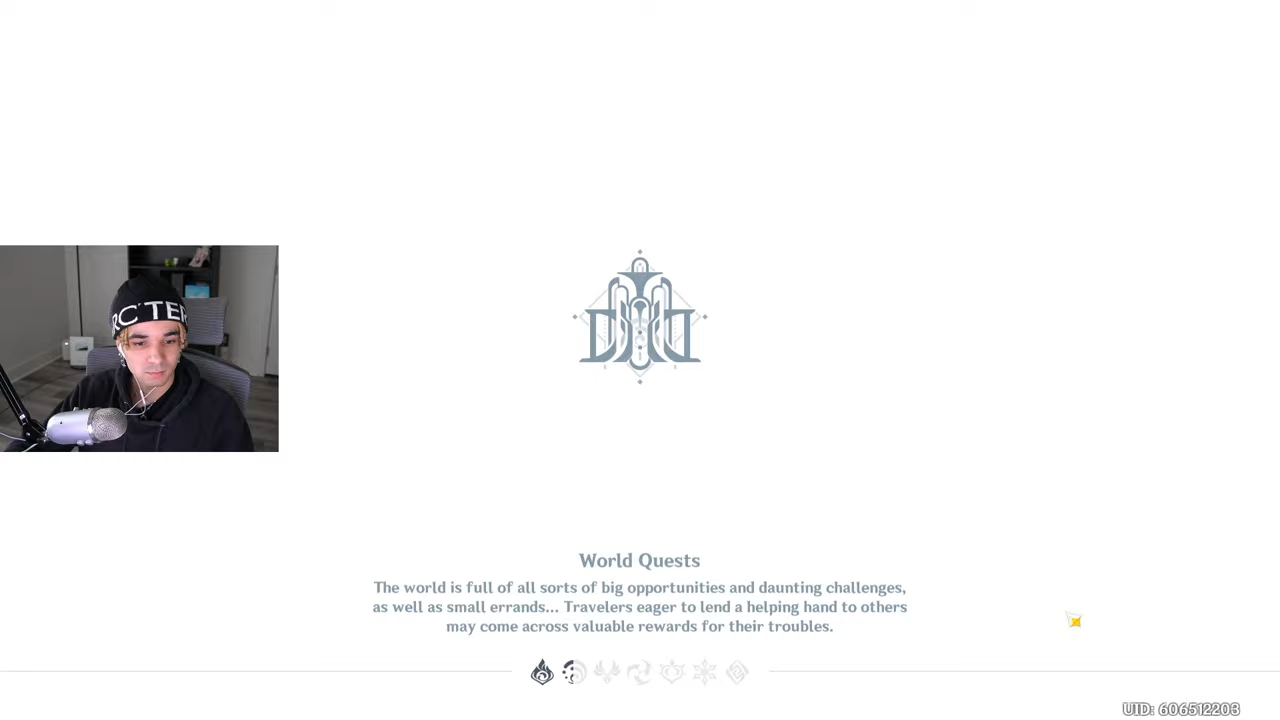 RC'TER
World Quests
The world is full of all sorts of big opportunities and daunting challenges,
as well as small errands... Travelers eager to lend a helping hand to others
may come across valuable rewards for their troubles.
UID: 606512203